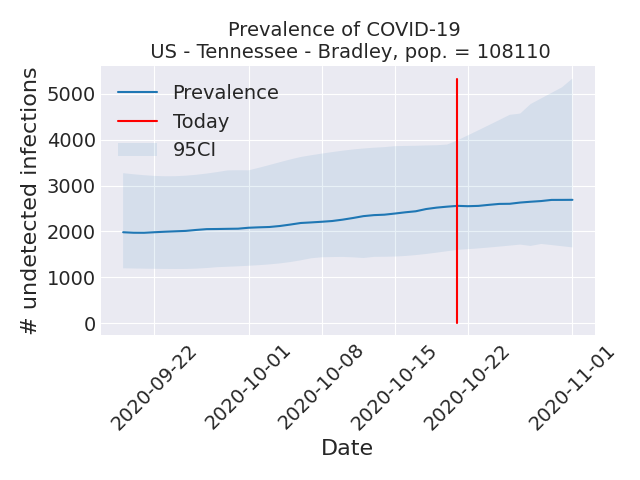 Prevalence of COVID-19
US - Tennessee - Bradley, pop. = 108110
# undetected infections
5000
4000
3000
2000
1000
0
Prevalence
Today
95CI
2020-09-22
2020-10-01
2020-10-08
2020-10-15
2020-10-22
2020-11-01
Date